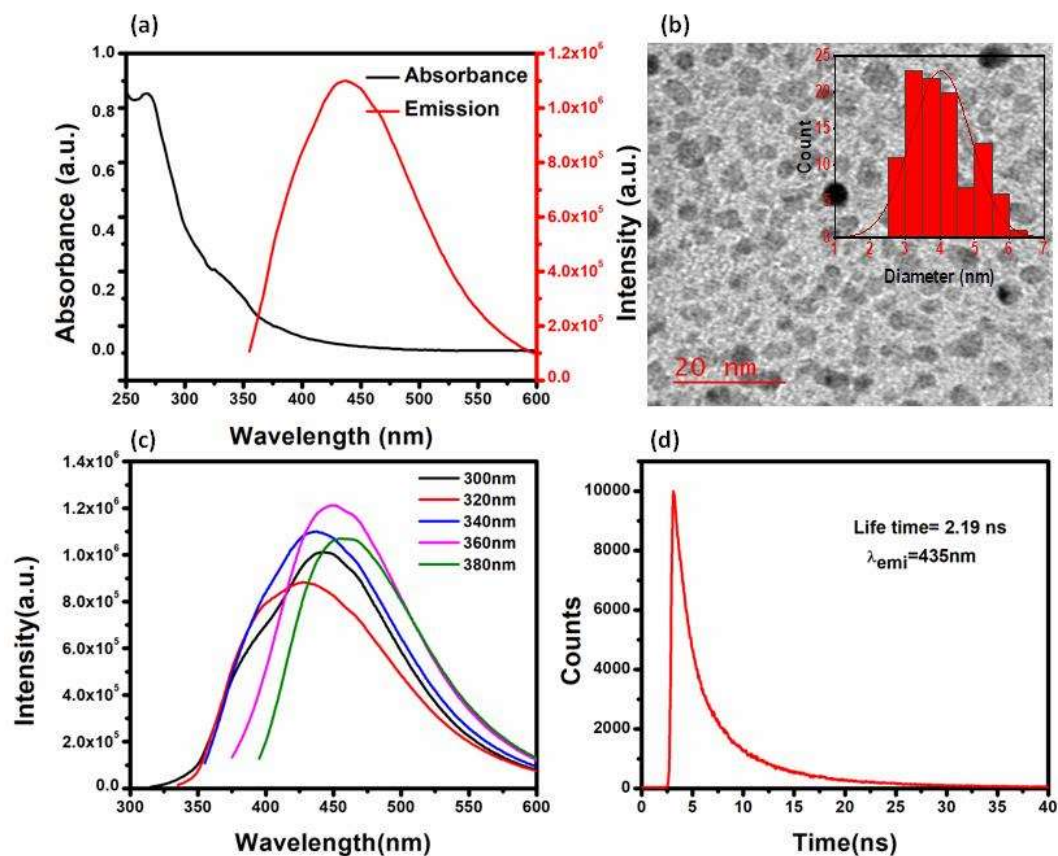 (a)
Absorbance
Emission
Absorbance (a.u.)
1.0
0.8
0.6
0.4
0.2
0.0
250 300 350 400 450 500 550 600
Wavelength (nm)
1.2x10⁶
1.0x10⁶
8.0x10⁵
6.0x10⁵
4.0x10⁵
2.0x10⁵
0.0
Intensity (a.u.)
(b)
Count
25
20
15
10
5
0
1 2 3 4 5 6 7
Diameter (nm)
20 nm
(c)
Intensity(a.u.)
1.4x10⁶
1.2x10⁶
1.0x10⁶
8.0x10⁵
6.0x10⁵
4.0x10⁵
2.0x10⁵
0.0
300nm
320nm
340nm
360nm
380nm
300 350 400 450 500 550 600
Wavelength(nm)
(d)
Counts
10000
8000
6000
4000
2000
0
Life time= 2.19 ns
λemi=435nm
0 5 10 15 20 25 30 35 40
Time(ns)